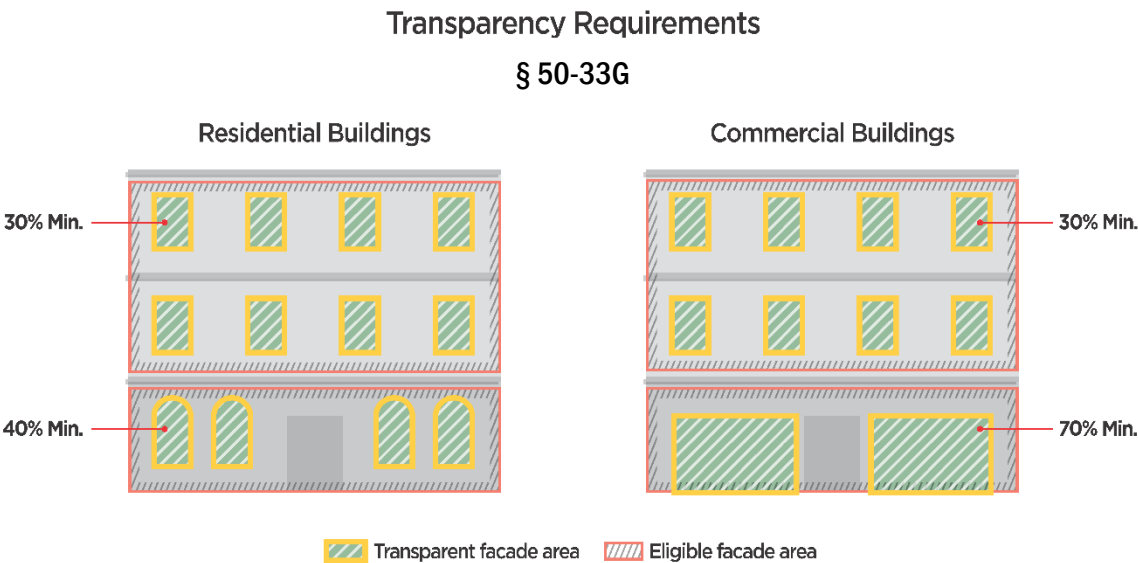 Transparency Requirements
§ 50-33G
Residential Buildings
Commercial Buildings
30% Min.
30% Min.
40% Min.
70% Min.
Transparent facade area
Eligible facade area